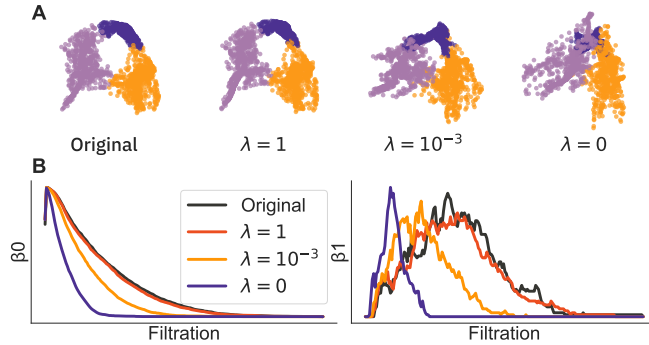 A
Original
λ = 1
λ = 10⁻³
λ = 0
B
β0
Filtration
Original
λ = 1
λ = 10⁻³
λ = 0
β1
Filtration